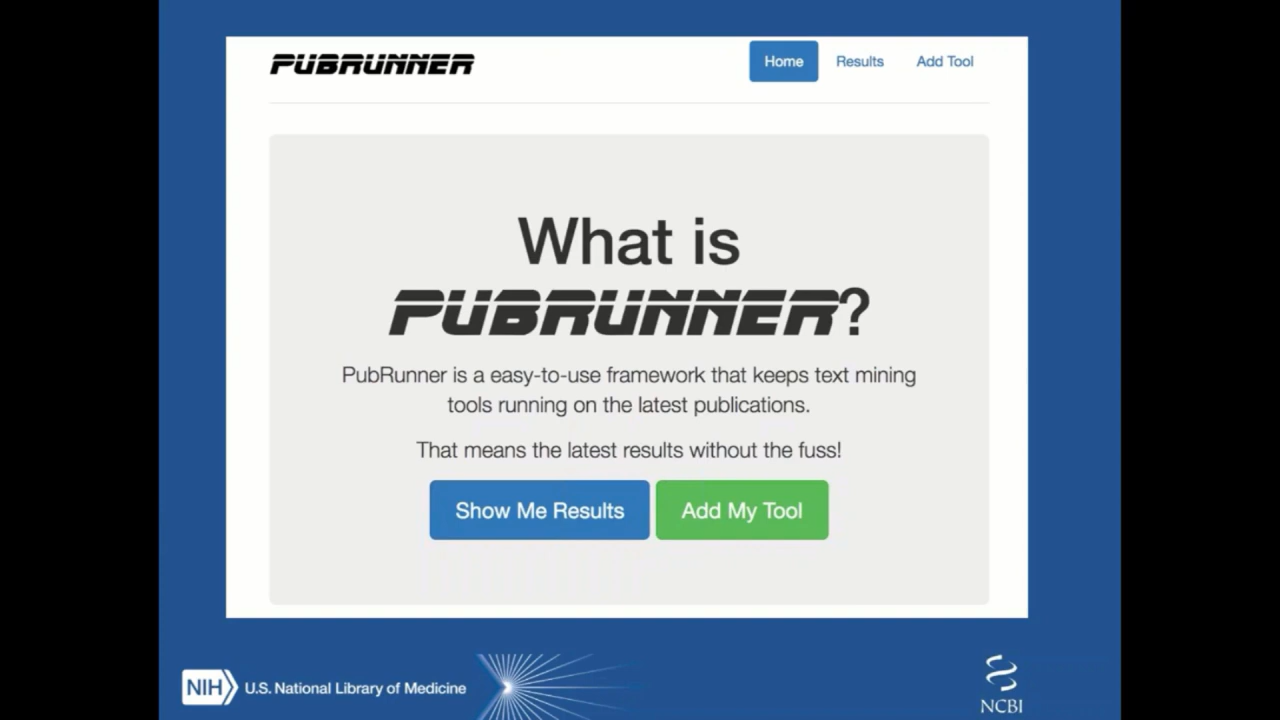 PUBRUNNER
Home Results Add Tool
What is
PUBRUNNER?
PubRunner is a easy-to-use framework that keeps text mining
tools running on the latest publications.
That means the latest results without the fuss!
Show Me Results Add My Tool
NIH U.S. National Library of Medicine
NCBI